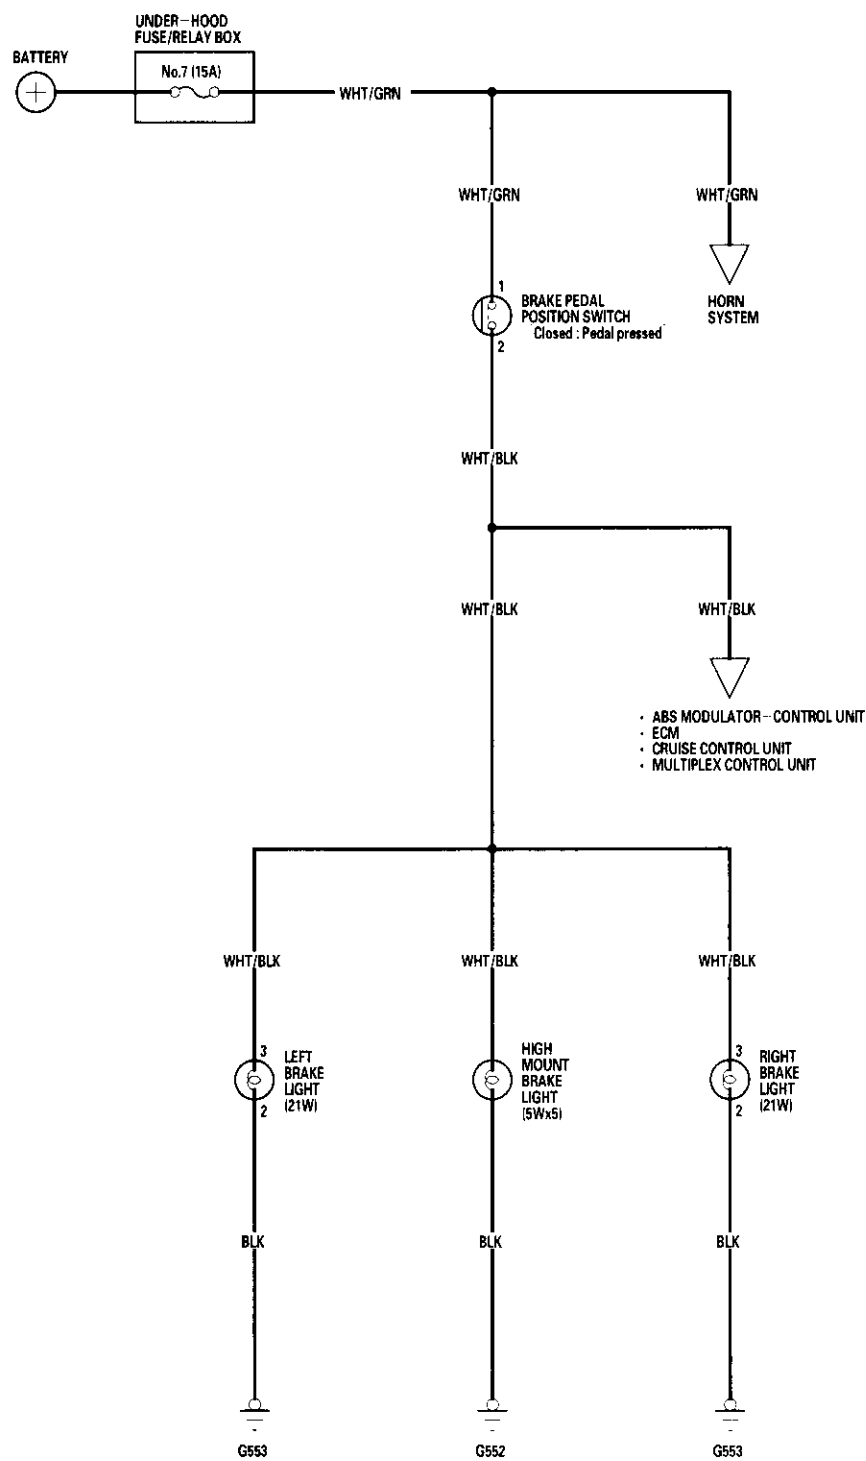 UNDER-HOOD
FUSE/RELAY BOX
BATTERY
No.7 (15A)
WHT/GRN
WHT/GRN
WHT/GRN
1
BRAKE PEDAL
POSITION SWITCH
Closed : Pedal pressed
2
HORN
SYSTEM
WHT/BLK
WHT/BLK
WHT/BLK
· ABS MODULATOR-CONTROL UNIT
· ECM
· CRUISE CONTROL UNIT
· MULTIPLEX CONTROL UNIT
WHT/BLK
WHT/BLK
WHT/BLK
3
LEFT
BRAKE
LIGHT
(21W)
2
HIGH
MOUNT
BRAKE
LIGHT
(5Wx5)
3
RIGHT
BRAKE
LIGHT
(21W)
2
BLK
BLK
BLK
G553
G552
G553